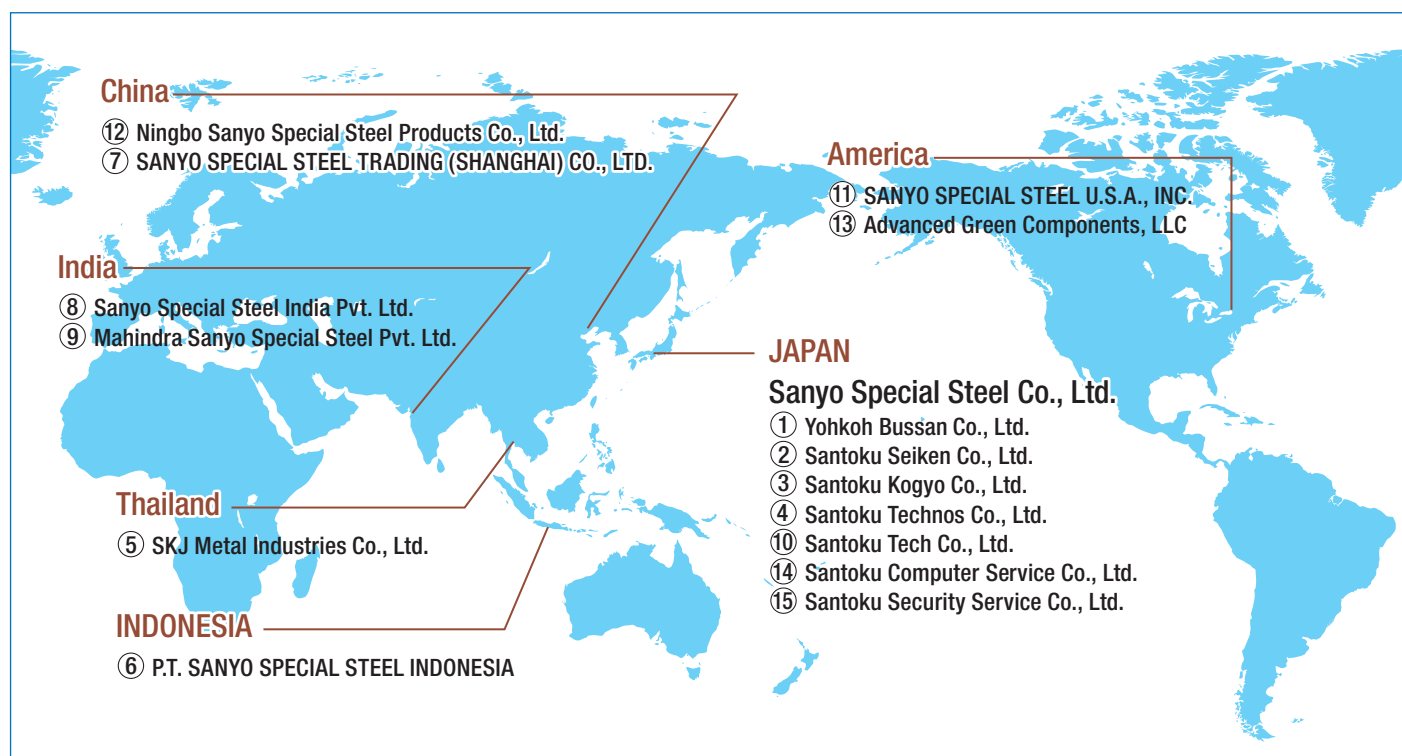 China
⑫ Ningbo Sanyo Special Steel Products Co., Ltd.
⑦ SANYO SPECIAL STEEL TRADING (SHANGHAI) CO., LTD.
America
⑪ SANYO SPECIAL STEEL U.S.A., INC.
⑬ Advanced Green Components, LLC
India
⑧ Sanyo Special Steel India Pvt. Ltd.
⑨ Mahindra Sanyo Special Steel Pvt. Ltd.
JAPAN
Sanyo Special Steel Co., Ltd.
① Yohkoh Bussan Co., Ltd.
② Santoku Seiken Co., Ltd.
③ Santoku Kogyo Co., Ltd.
④ Santoku Technos Co., Ltd.
⑩ Santoku Tech Co., Ltd.
⑭ Santoku Computer Service Co., Ltd.
⑮ Santoku Security Service Co., Ltd.
Thailand
⑤ SKJ Metal Industries Co., Ltd.
INDONESIA
⑥ P.T. SANYO SPECIAL STEEL INDONESIA